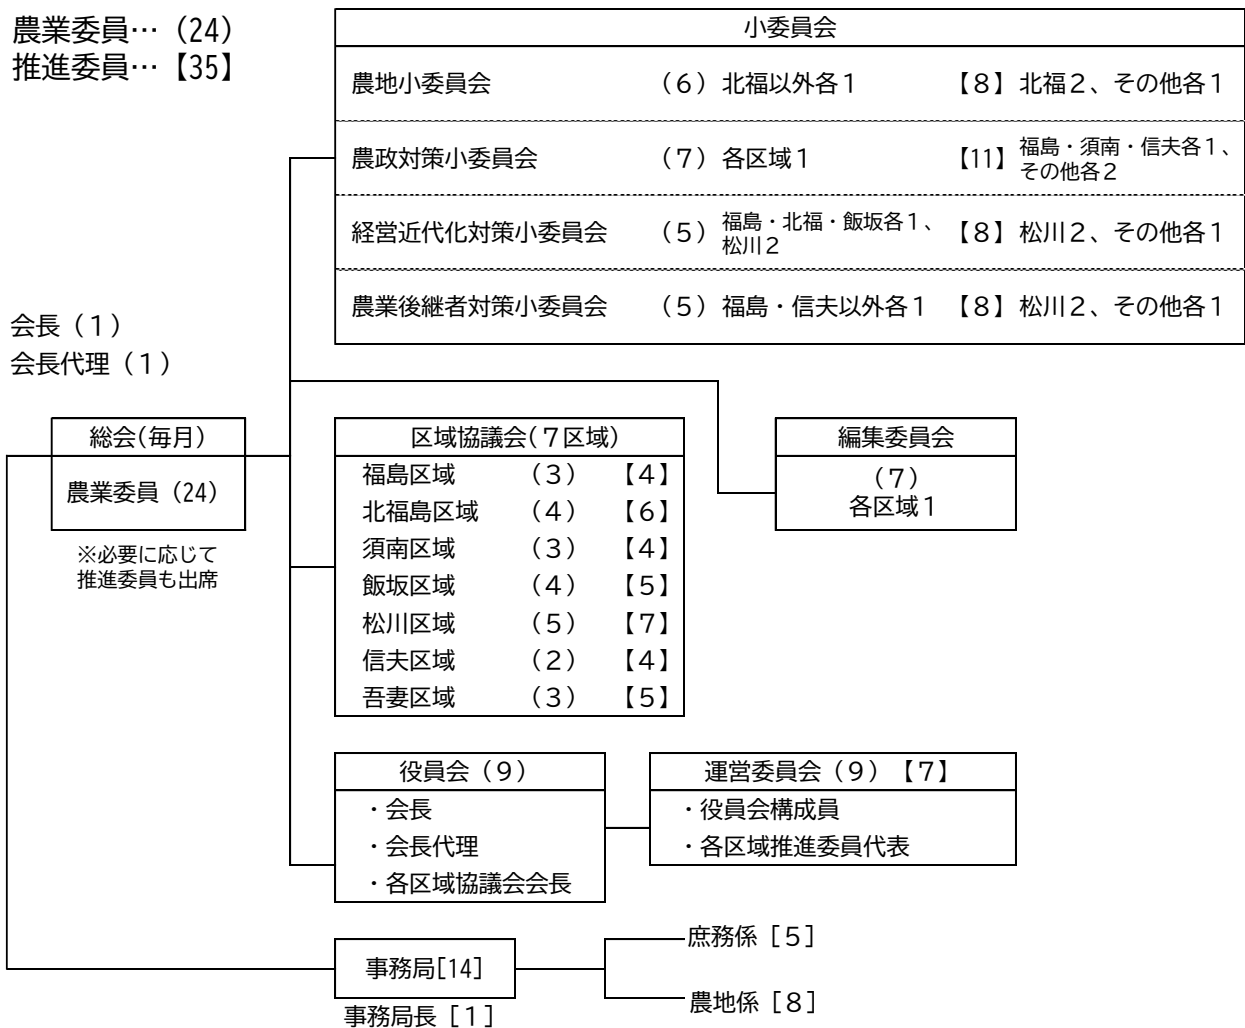 農業委員…（24）
推進委員…【35】
小委員会
農地小委員会 （６）北福以外各１ 【８】北福２、その他各１
農政対策小委員会 （７）各区域１ 【11】福島・須南・信夫各１、
その他各２
経営近代化対策小委員会 （５）福島・北福・飯坂各１、
松川２
【８】松川２、その他各１
農業後継者対策小委員会 （５）福島・信夫以外各１ 【８】松川２、その他各１
会長（１）
会長代理（１）
総会(毎月)
農業委員（24）
※必要に応じて
推進委員も出席
区域協議会(７区域)
福島区域 （３） 【４】
北福島区域 （４） 【６】
須南区域 （３） 【４】
飯坂区域 （４） 【５】
松川区域 （５） 【７】
信夫区域 （２） 【４】
吾妻区域 （３） 【５】
編集委員会
（７）
各区域１
役員会（９）
・会長
・会長代理
・各区域協議会会長
運営委員会（９）【７】
・役員会構成員
・各区域推進委員代表
事務局[14]
事務局長［１］
庶務係［５］
農地係［８］